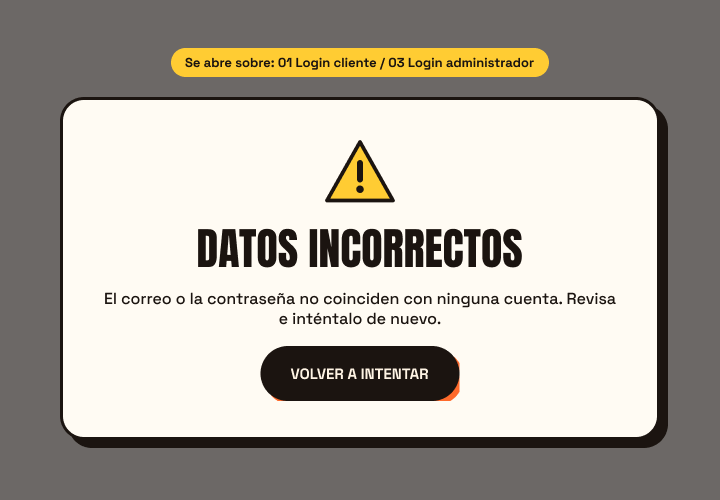 Se abre sobre: 01 Login cliente / 03 Login administrador
DATOS INCORRECTOS
El correo o la contraseña no coinciden con ninguna cuenta. Revisa
e inténtalo de nuevo.
VOLVER A INTENTAR